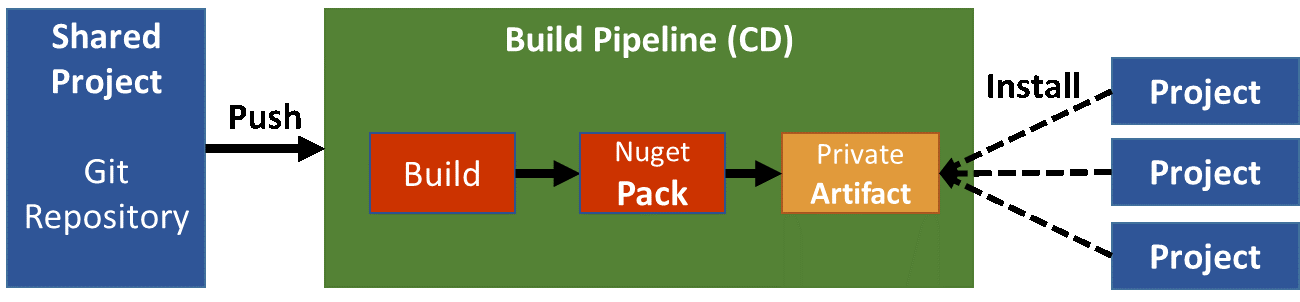 Shared
Project
Git
Repository
Push
Build Pipeline (CD)
Build
Nuget
Pack
Private
Artifact
Install
Project
Project
Project